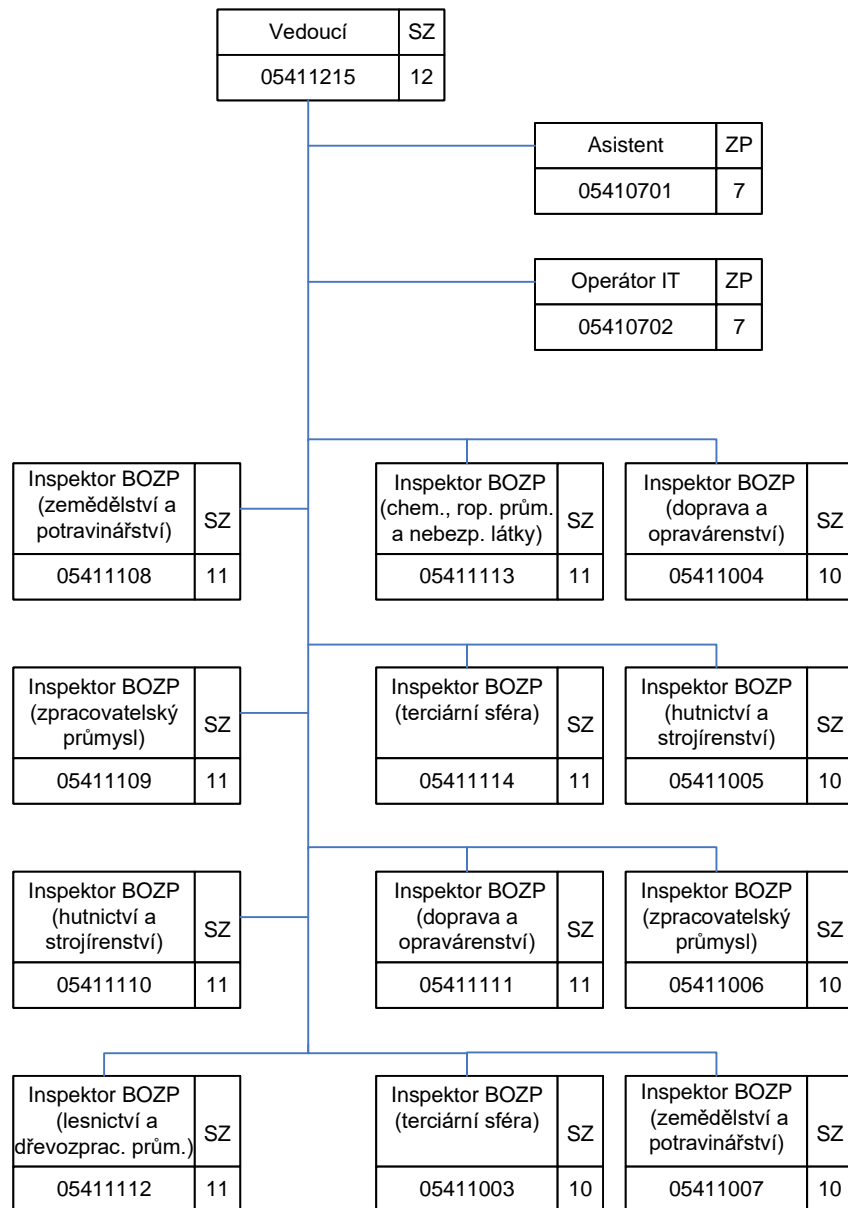 Vedoucí
SZ
05411215
12
Asistent
ZP
05410701
7
Operátor IT
ZP
05410702
7
Inspektor BOZP
(zemědělství a
potravinářství)
SZ
05411108
11
Inspektor BOZP
(chem., rop. prům.
a nebezp. látky)
SZ
05411113
11
Inspektor BOZP
(doprava a
opravárenství)
SZ
05411004
10
Inspektor BOZP
(zpracovatelský
průmysl)
SZ
05411109
11
Inspektor BOZP
(terciární sféra)
SZ
05411114
11
Inspektor BOZP
(hutnictví a
strojírenství)
SZ
05411005
10
Inspektor BOZP
(hutnictví a
strojírenství)
SZ
05411110
11
Inspektor BOZP
(doprava a
opravárenství)
SZ
05411111
11
Inspektor BOZP
(zpracovatelský
průmysl)
SZ
05411006
10
Inspektor BOZP
(lesnictví a
dřevozprac. prům.)
SZ
05411112
11
Inspektor BOZP
(terciární sféra)
SZ
05411003
10
Inspektor BOZP
(zemědělství a
potravinářství)
SZ
05411007
10